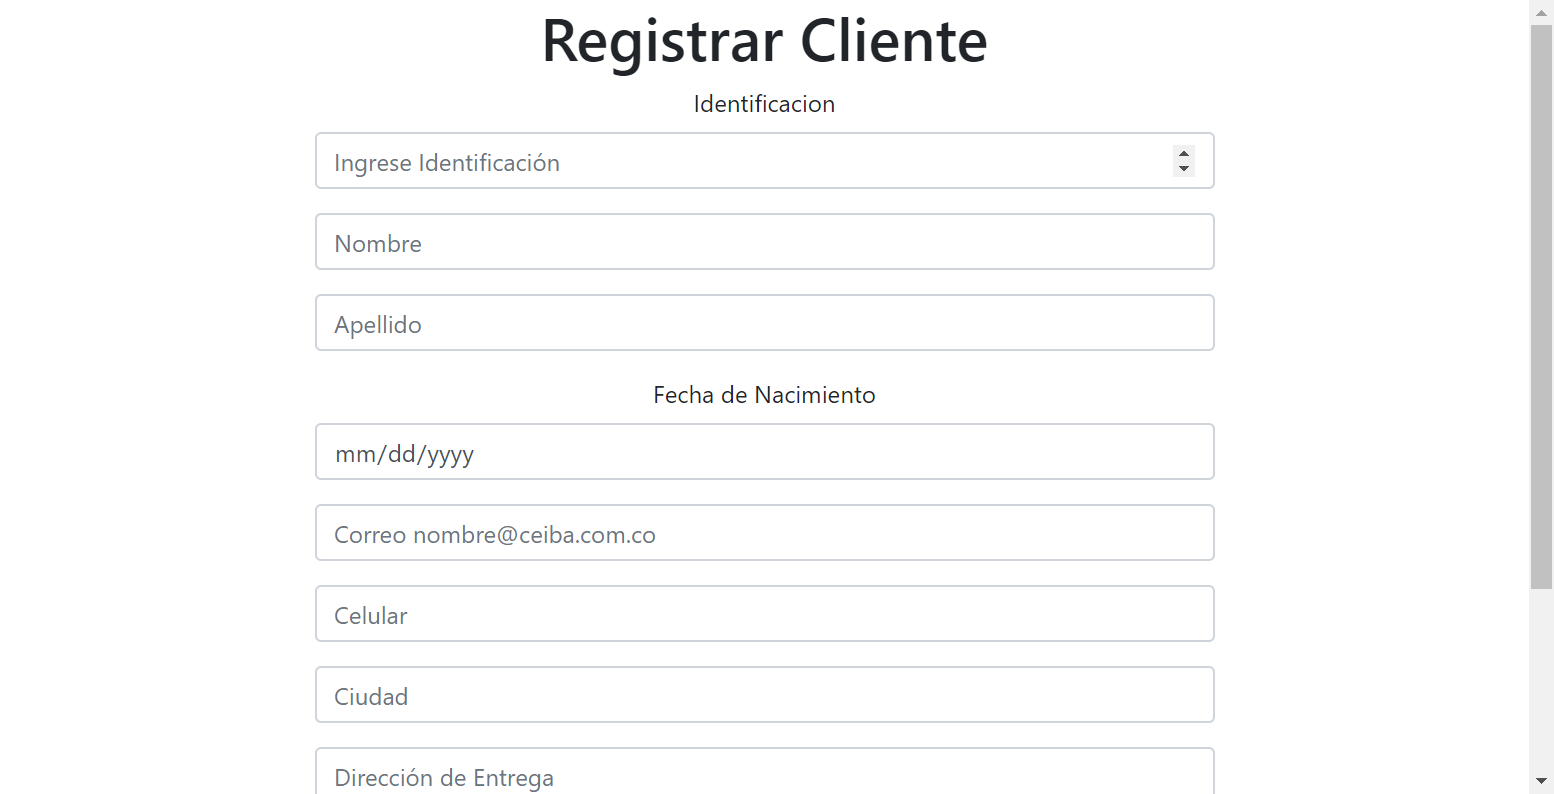 Registrar Cliente
Identificacion
Ingrese Identificación
Nombre
Apellido
Fecha de Nacimiento
mm/dd/yyyy
Correo nombre@ceiba.com.co
Celular
Ciudad
Dirección de Entrega